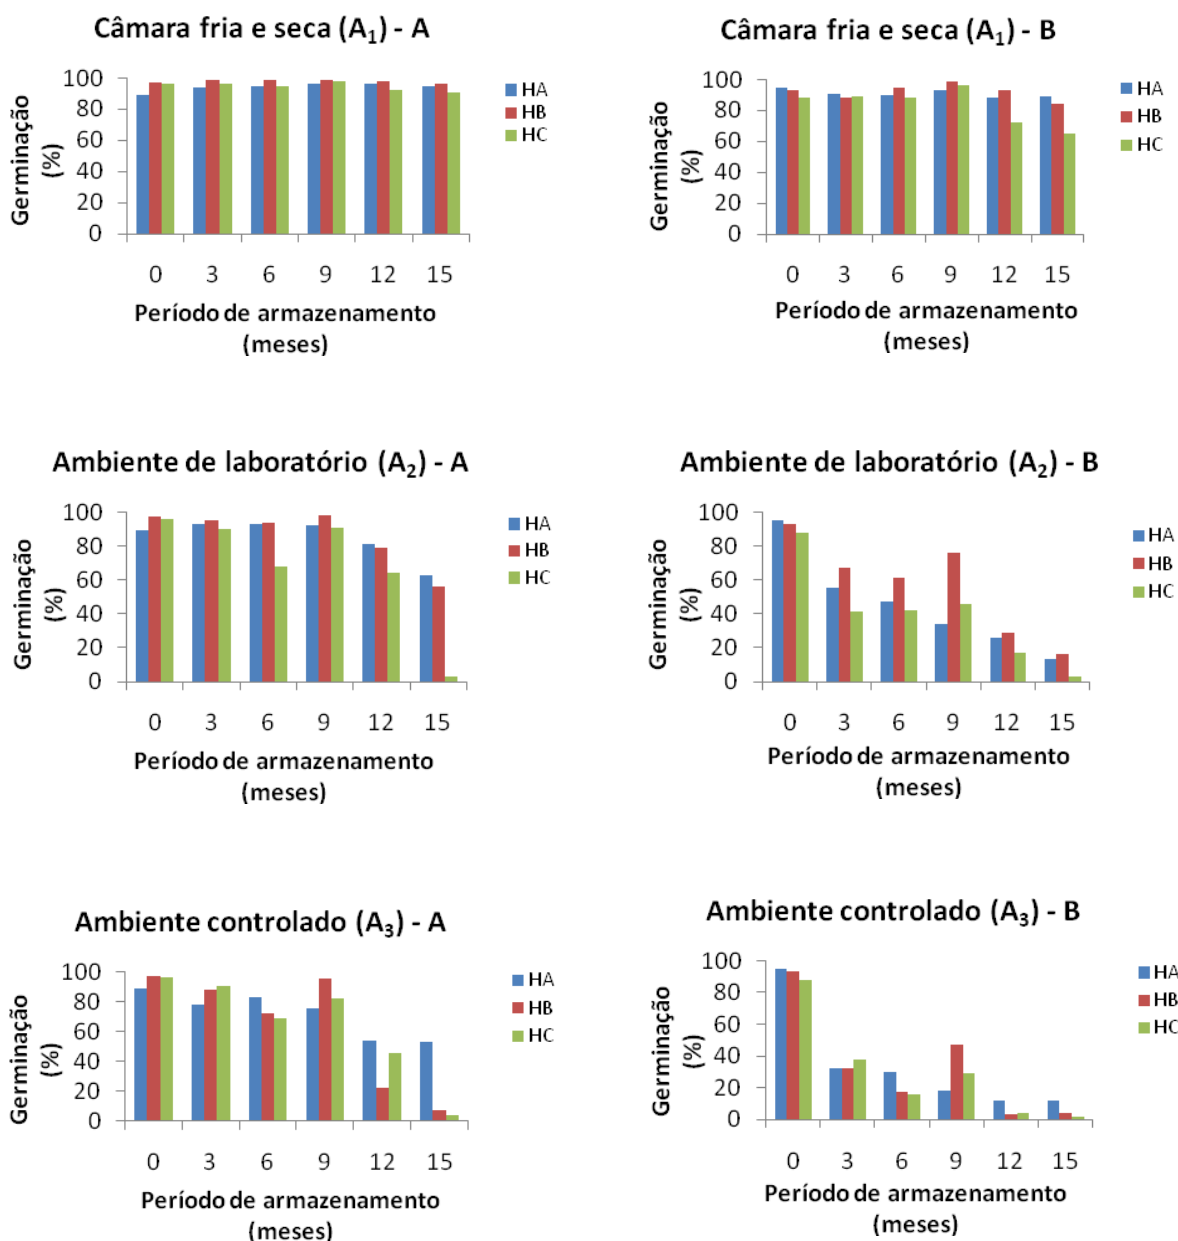 Câmara fria e seca (A₁) - A
Germinação
(%)
100
80
60
40
20
0
HA
HB
HC
0 3 6 9 12 15
Período de armazenamento
(meses)
Câmara fria e seca (A₁) - B
Germinação
(%)
100
80
60
40
20
0
HA
HB
HC
0 3 6 9 12 15
Período de armazenamento
(meses)
Ambiente de laboratório (A₂) - A
Germinação
(%)
100
80
60
40
20
0
HA
HB
HC
0 3 6 9 12 15
Período de armazenamento
(meses)
Ambiente de laboratório (A₂) - B
Germinação
(%)
100
80
60
40
20
0
HA
HB
HC
0 3 6 9 12 15
Período de armazenamento
(meses)
Ambiente controlado (A₃) - A
Germinação
(%)
100
80
60
40
20
0
HA
HB
HC
0 3 6 9 12 15
Período de armazenamento
(meses)
Ambiente controlado (A₃) - B
Germinação
(%)
100
80
60
40
20
0
HA
HB
HC
0 3 6 9 12 15
Período de armazenamento
(meses)